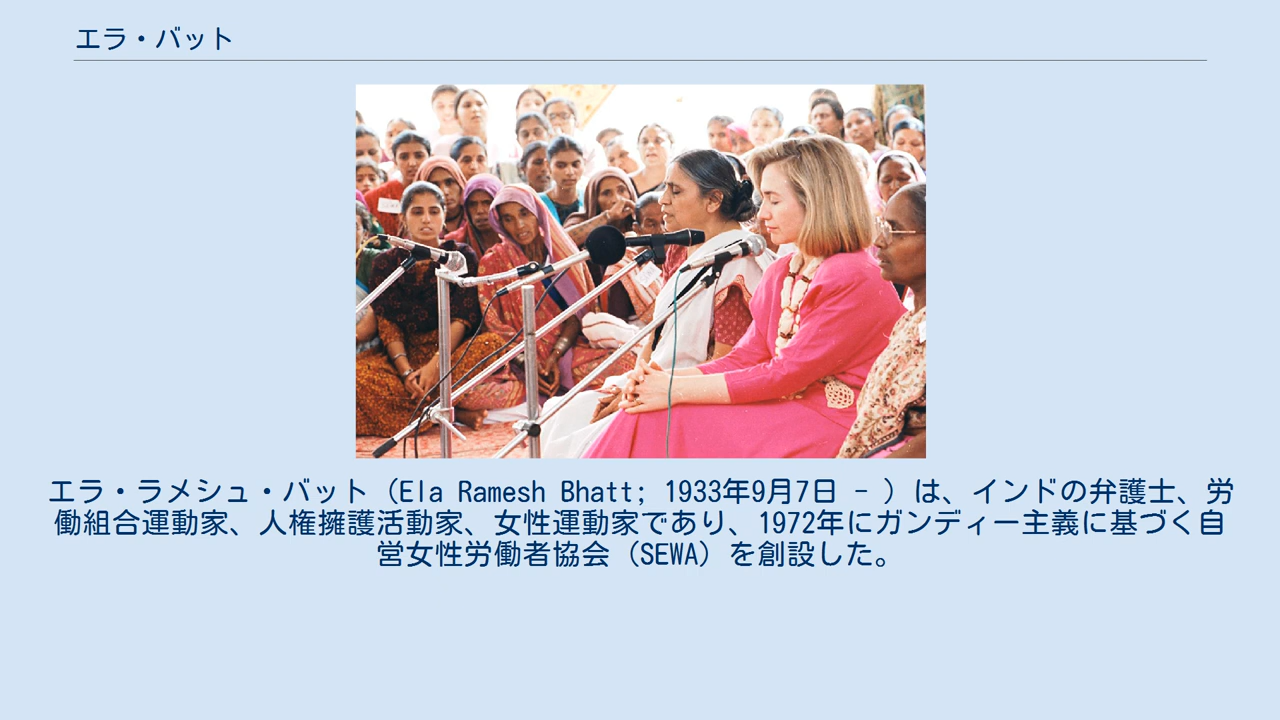 エラ・バット
エラ・ラメシュ・バット（Ela Ramesh Bhatt; 1933年9月7日 - ）は、インドの弁護士、労
働組合運動家、人権擁護活動家、女性運動家であり、1972年にガンディー主義に基づく自
営女性労働者協会（SEWA）を創設した。